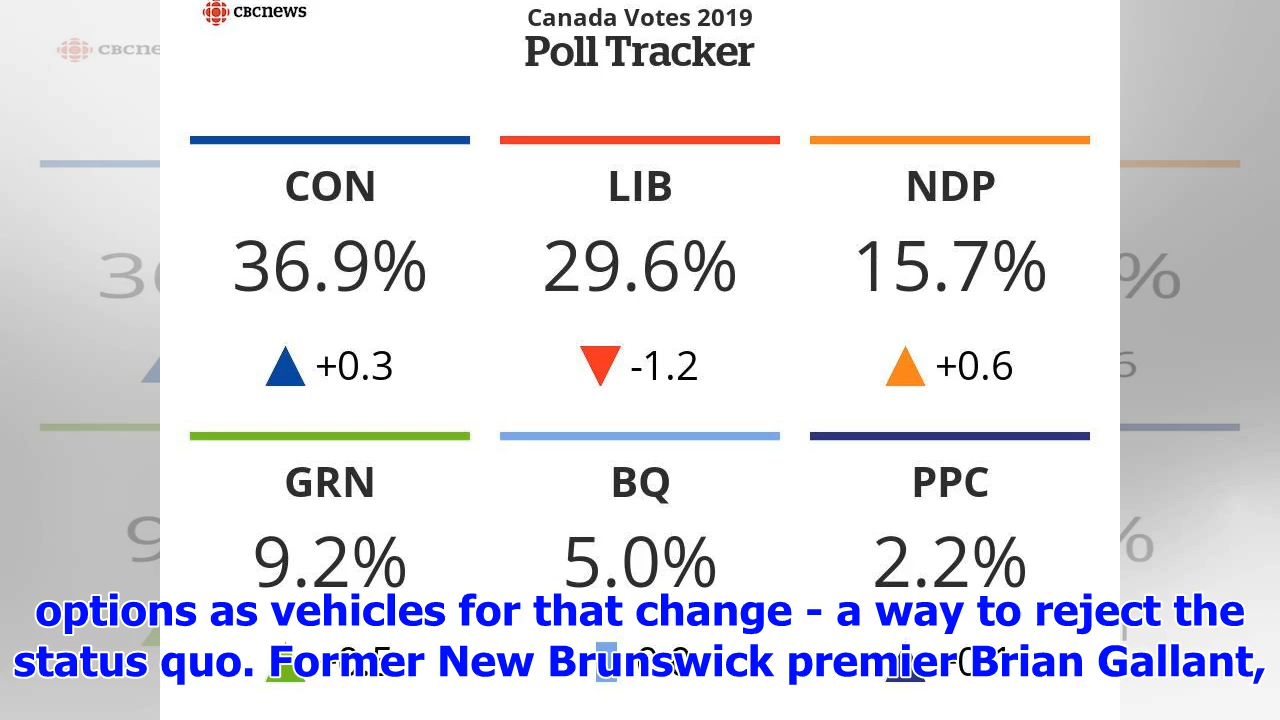 CBCNEWS
Canada Votes 2019
Poll Tracker
CON LIB NDP
36.9% 29.6% 15.7%
+0.3 -1.2 +0.6
GRN BQ PPC
9.2% 5.0% 2.2%
options as vehicles for that change - a way to reject the
status quo. Former New Brunswick premier Brian Gallant,